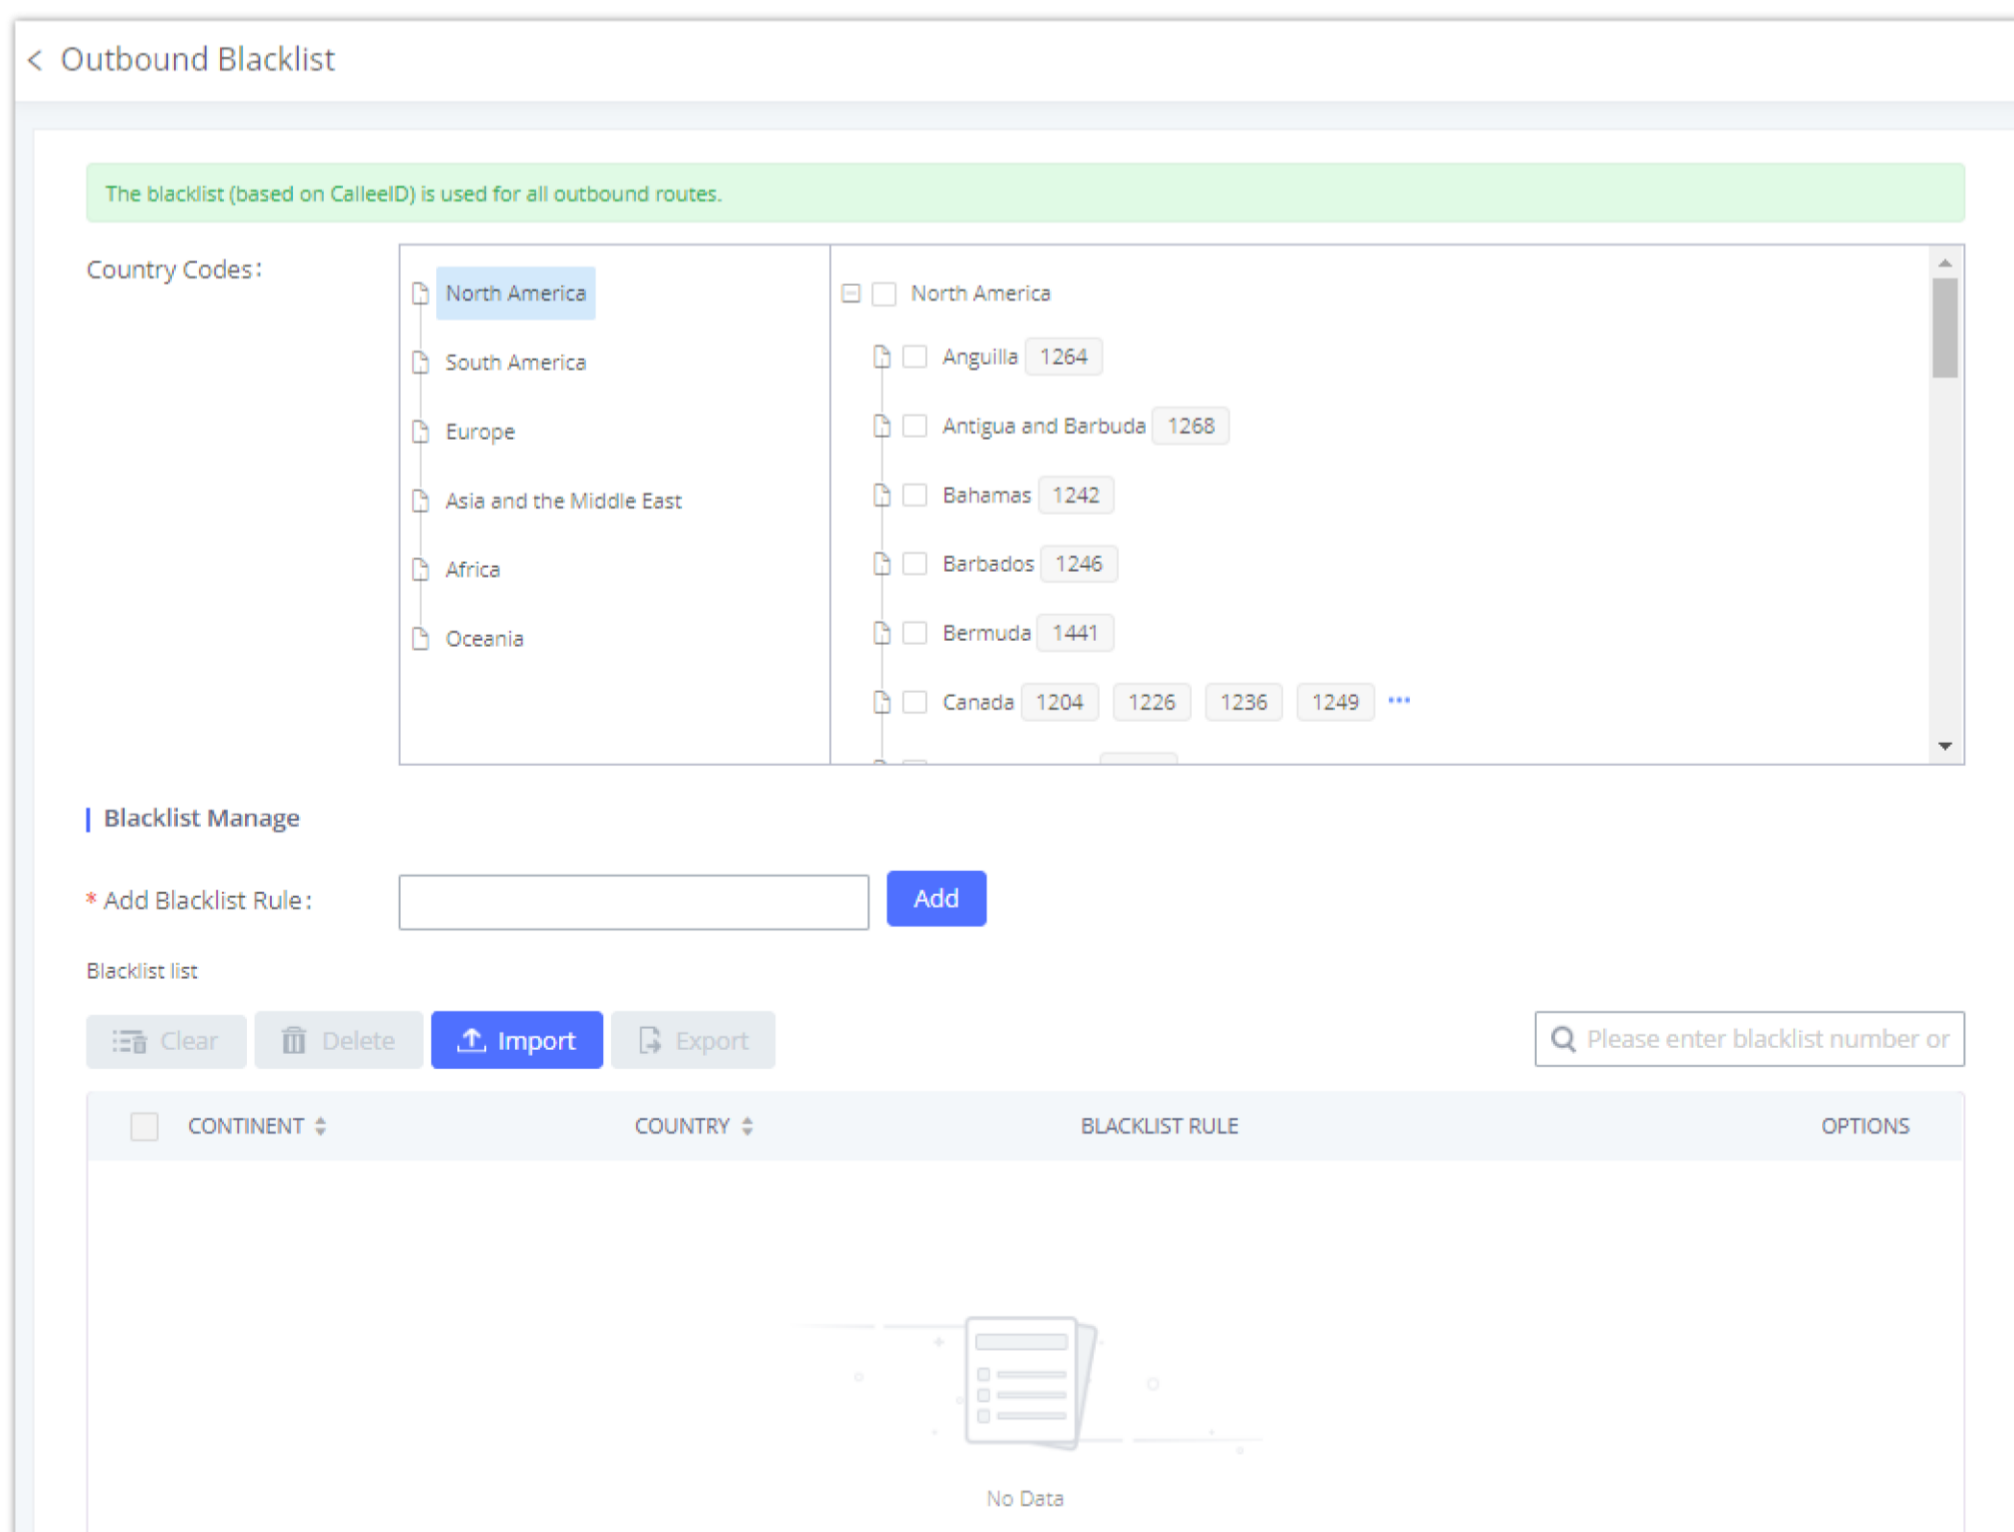 < Outbound Blacklist
The blacklist (based on CalleeID) is used for all outbound routes.
Country Codes:
North America
South America
Europe
Asia and the Middle East
Africa
Oceania
North America
Anguilla 1264
Antigua and Barbuda 1268
Bahamas 1242
Barbados 1246
Bermuda 1441
Canada 1204 1226 1236 1249 •••
Blacklist Manage
* Add Blacklist Rule:
Add
Blacklist list
Clear Delete Import Export
Please enter blacklist number or
CONTINENT COUNTRY BLACKLIST RULE OPTIONS
No Data